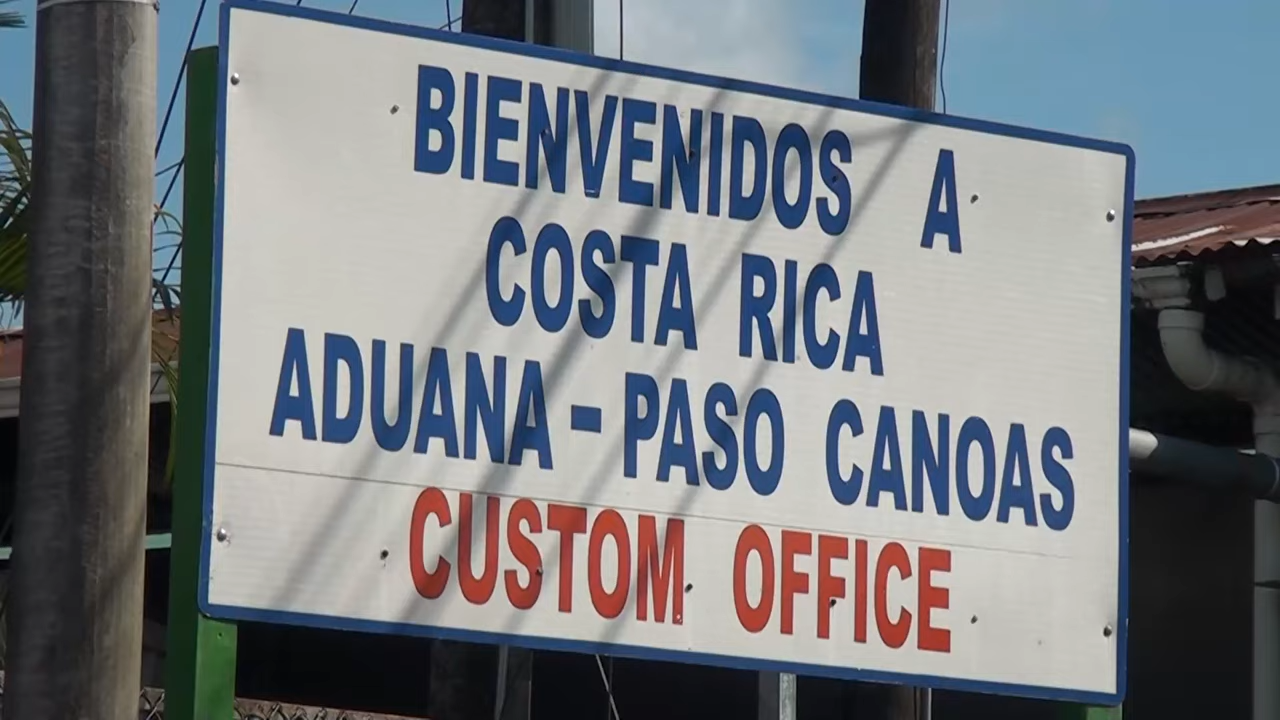 BIENVENIDOS A
COSTA RICA
ADUANA - PASO CANOAS
CUSTOM OFFICE